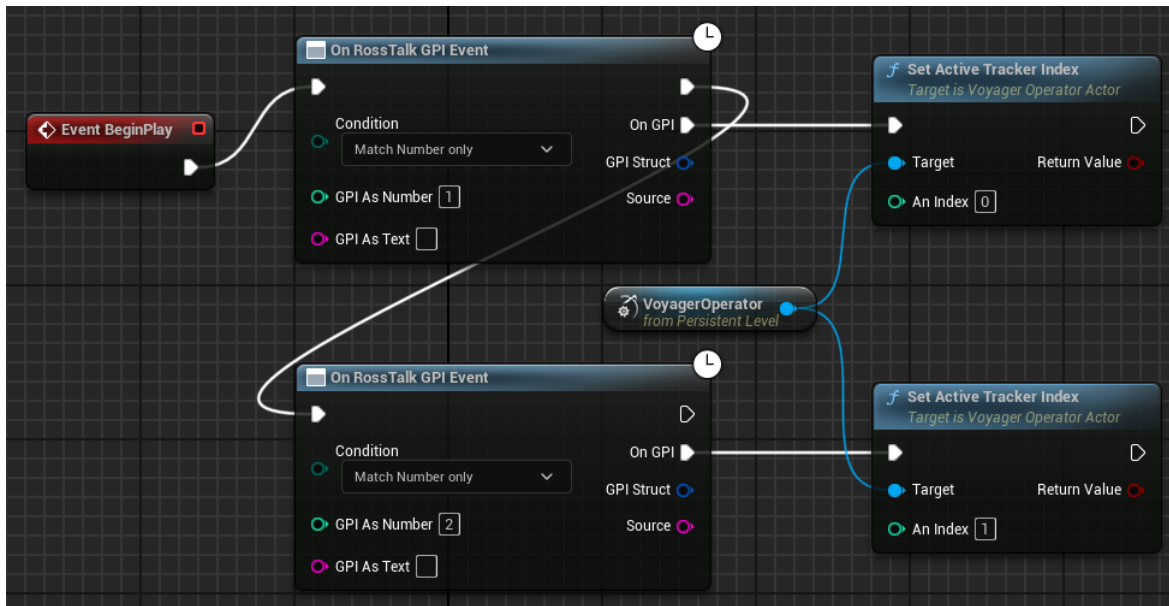 Event BeginPlay
On RossTalk GPI Event
Condition
Match Number only
GPI As Number 1
GPI As Text
On GPI
GPI Struct
Source
Set Active Tracker Index
Target is Voyager Operator Actor
Target
Return Value
An Index 0
VoyagerOperator
from Persistent Level
On RossTalk GPI Event
Condition
Match Number only
GPI As Number 2
GPI As Text
On GPI
GPI Struct
Source
Set Active Tracker Index
Target is Voyager Operator Actor
Target
Return Value
An Index 1